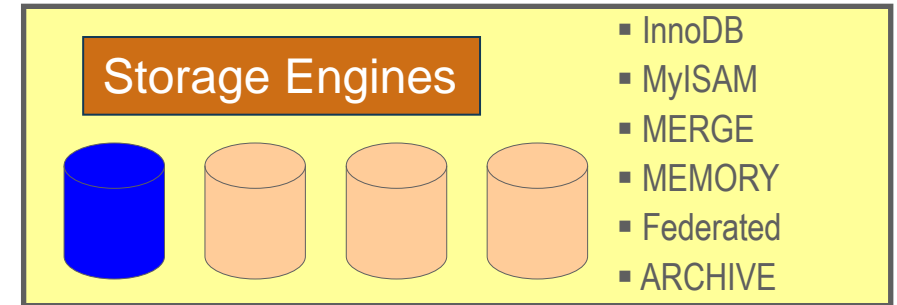 Storage Engines
▪ InnoDB
▪ MyISAM
▪ MERGE
▪ MEMORY
▪ Federated
▪ ARCHIVE